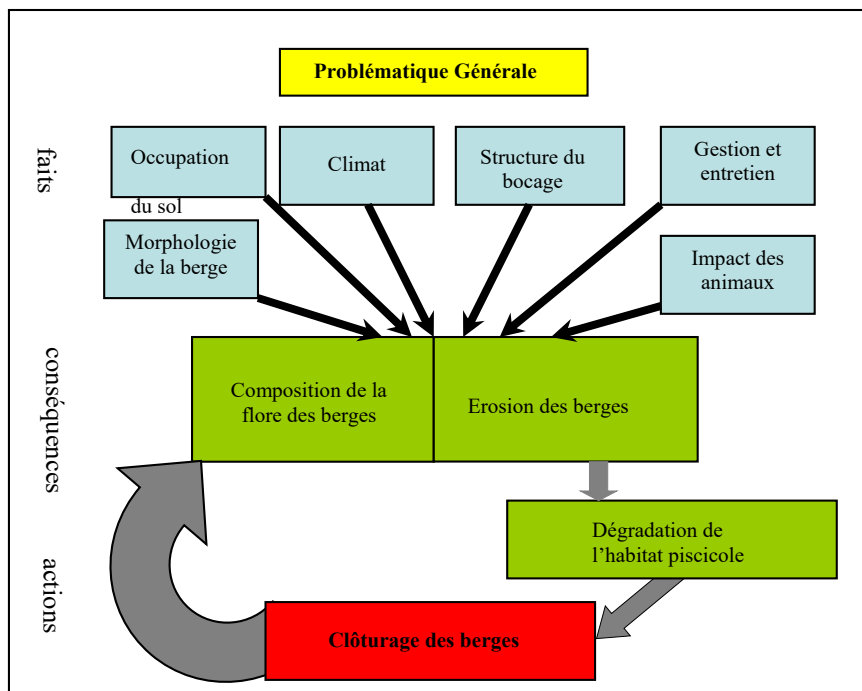 Problématique Générale
faits
Occupation
du sol
Climat
Structure du
bocage
Gestion et
entretien
Morphologie
de la berge
Impact des
animaux
conséquences
Composition de la
flore des berges
Erosion des berges
Dégradation de
l’habitat piscicole
actions
Clôturage des berges